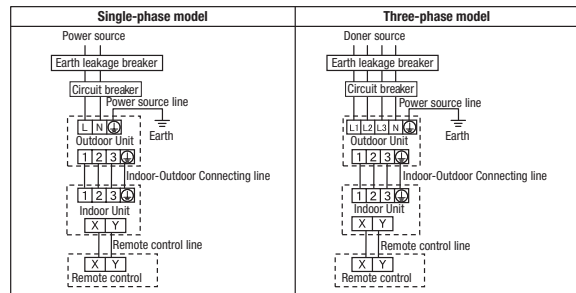 Single-phase model
Power source
Earth leakage breaker
Circuit breaker
Power source line
L N
Earth
Outdoor Unit
1 2 3
Indoor-Outdoor Connecting line
1 2 3
Indoor Unit
X Y
Remote control line
X Y
Remote control
Three-phase model
Doner source
Earth leakage breaker
Circuit breaker
Power source line
L1 L2 L3 N
Earth
Outdoor Unit
1 2 3
Indoor-Outdoor Connecting line
1 2 3
Indoor Unit
X Y
Remote control line
X Y
Remote control